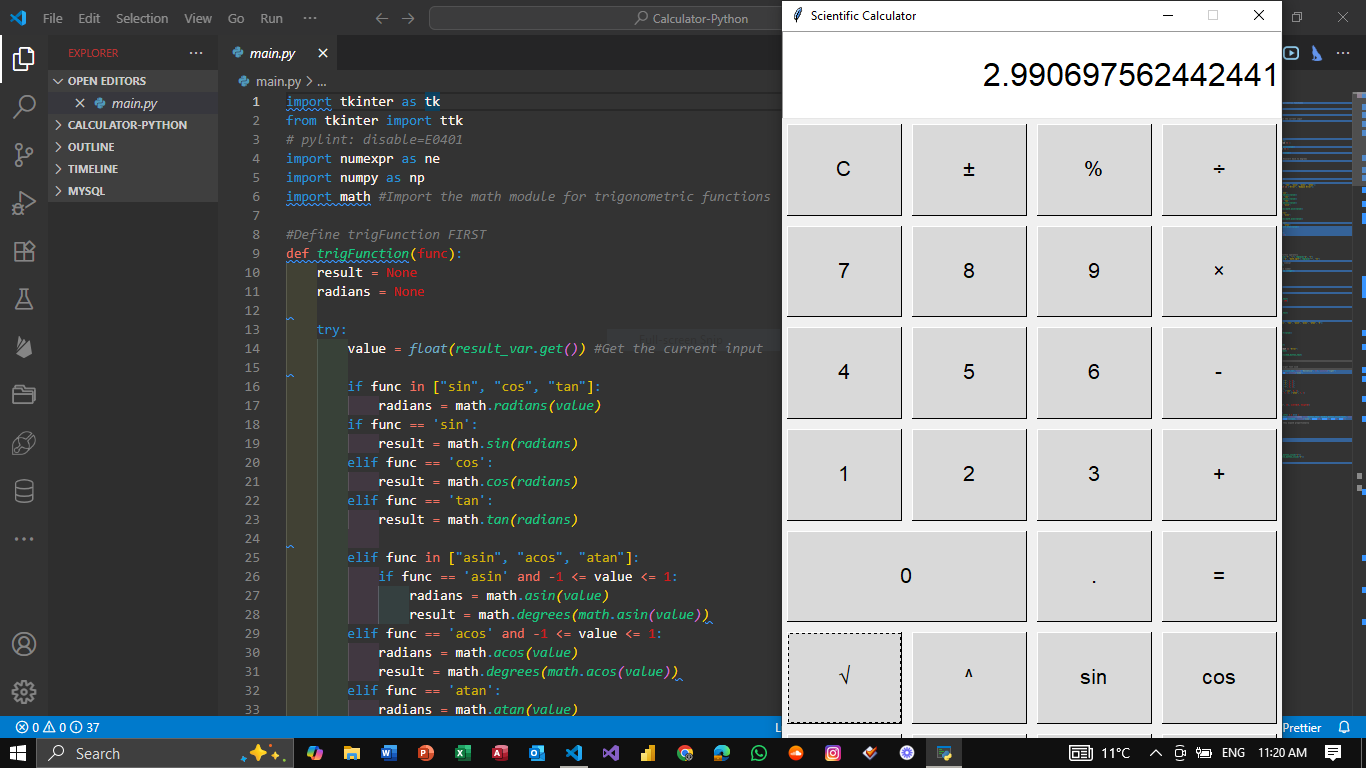 File Edit Selection View Go Run ··· Calculator-Python
EXPLORER ···
OPEN EDITORS
main.py
CALCULATOR-PYTHON
OUTLINE
TIMELINE
MYSQL
main.py
main.py > ...
1 import tkinter as tk
2 from tkinter import ttk
3 # pylint: disable=E0401
4 import numexpr as ne
5 import numpy as np
6 import math #Import the math module for trigonometric functions
7
8 #Define trigFunction FIRST
9 def trigFunction(func):
10 result = None
11 radians = None
12
13 try:
14 value = float(result_var.get()) #Get the current input
15
16 if func in ["sin", "cos", "tan"]:
17 radians = math.radians(value)
18 if func == 'sin':
19 result = math.sin(radians)
20 elif func == 'cos':
21 result = math.cos(radians)
22 elif func == 'tan':
23 result = math.tan(radians)
24
25 elif func in ["asin", "acos", "atan"]:
26 if func == 'asin' and -1 <= value <= 1:
27 radians = math.asin(value)
28 result = math.degrees(math.asin(value))
29 elif func == 'acos' and -1 <= value <= 1:
30 radians = math.acos(value)
31 result = math.degrees(math.acos(value))
32 elif func == 'atan':
33 radians = math.atan(value)
Scientific Calculator
2.990697562442441
C ± % ÷
7 8 9 ×
4 5 6 -
1 2 3 +
0 . =
√ ^ sin cos
0 0 37
Prettier
Search
11°C ENG 11:20 AM